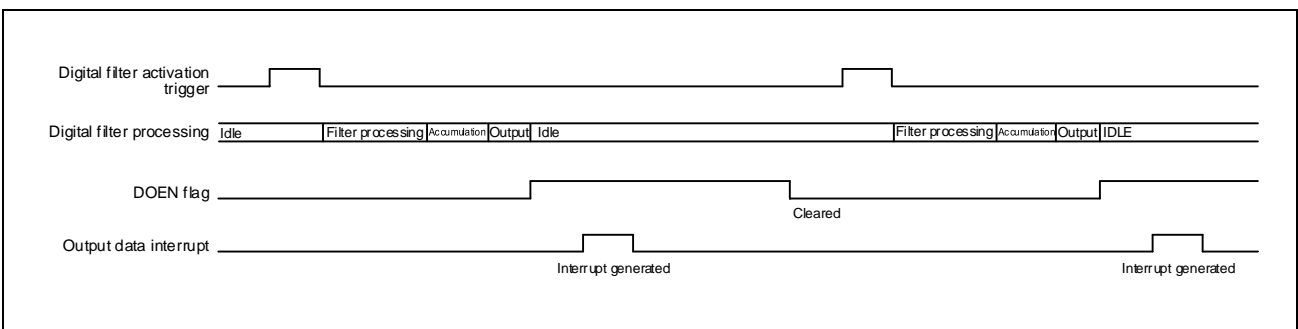 Digital filter activation
trigger
Digital filter processing
Idle
Filter processing
Accumulation
Output
Idle
Filter processing
Accumulation
Output
IDLE
DOEN flag
Cleared
Output data interrupt
Interrupt generated
Interrupt generated